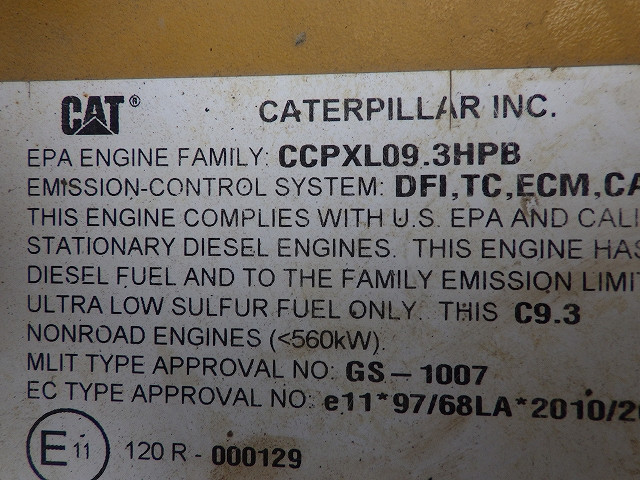 CAT® CATERPILLAR INC.
EPA ENGINE FAMILY: CCPXL09.3HPB
EMISSION-CONTROL SYSTEM: DFI,TC,ECM,CA
THIS ENGINE COMPLIES WITH U.S. EPA AND CALI
STATIONARY DIESEL ENGINES. THIS ENGINE HAS
DIESEL FUEL AND TO THE FAMILY EMISSION LIMIT
ULTRA LOW SULFUR FUEL ONLY. THIS C9.3
NONROAD ENGINES (<560kW).
MLIT TYPE APPROVAL NO: GS-1007
EC TYPE APPROVAL NO: e11*97/68LA*2010/2
E11 120 R - 000129